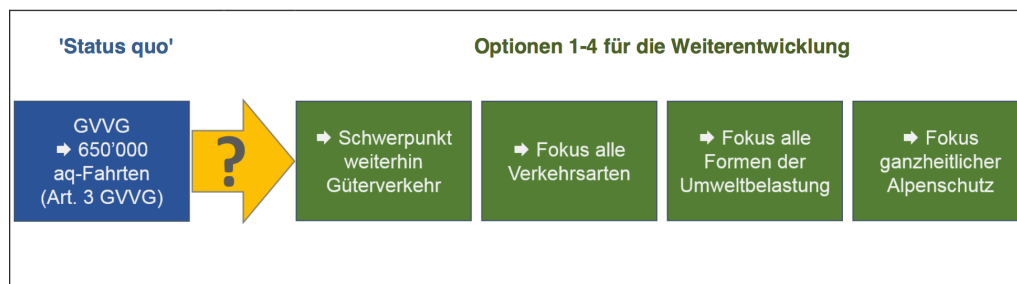 'Status quo'
Optionen 1-4 für die Weiterentwicklung
GVVG
➡ 650'000
aq-Fahrten
(Art. 3 GVVG)
?
➡ Schwerpunkt
weiterhin
Güterverkehr
➡ Fokus alle
Verkehrsarten
➡ Fokus alle
Formen der
Umweltbelastung
➡ Fokus
ganzheitlicher
Alpenschutz